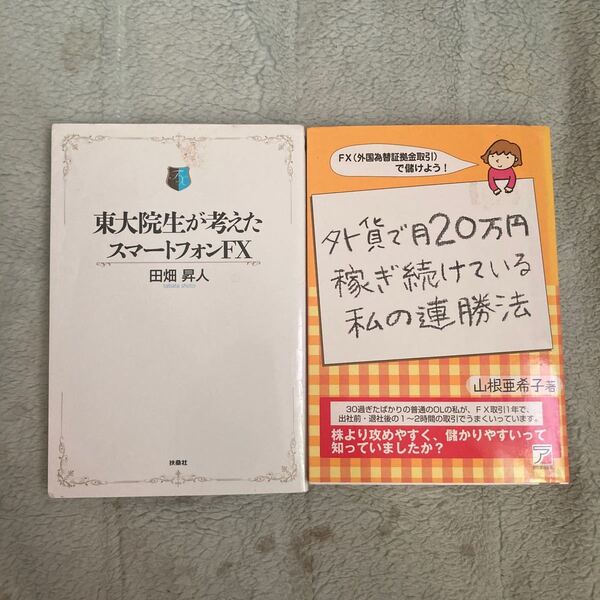 東大院生が考えた
スマートフォンFX
田畑 昇人
tabata shoto
扶桑社
FX(外国為替証拠金取引)
で儲けよう!
外貨で月20万円
稼ぎ続けている
私の連勝法
山根亜希子 著
30過ぎたばかりの普通のOLの私が、FX取引1年で、
出社前・退社後の1〜2時間の取引でうまくいっています。
株より攻めやすく、儲かりやすいって
知っていましたか?